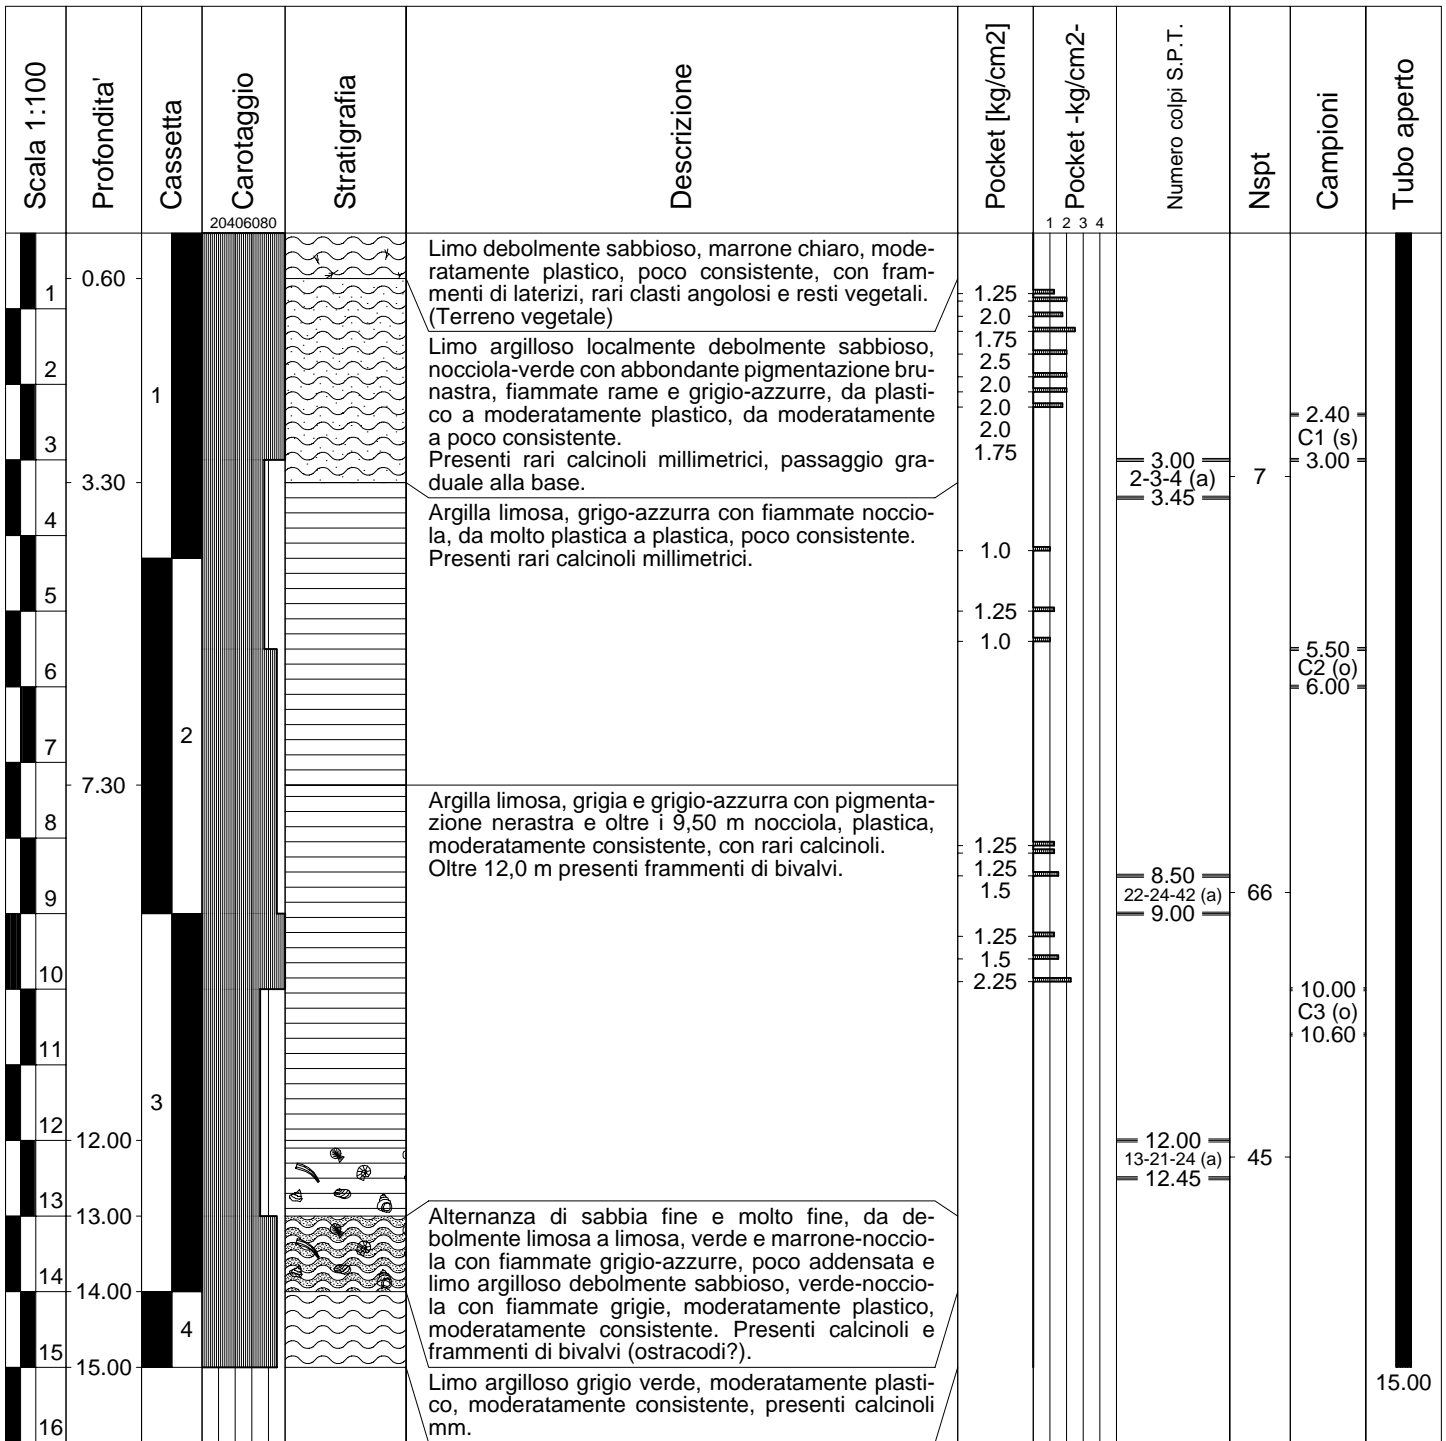 Scala 1:100
Profondita'
Cassetta
Carotaggio
20406080
Stratigrafia
Descrizione
Pocket [kg/cm2]
Pocket -kg/cm2-
1 2 3 4
Numero colpi S.P.T.
Nspt
Campioni
Tubo aperto
1
2
3
4
5
6
7
8
9
10
11
12
13
14
15
16
0.60
3.30
7.30
12.00
13.00
14.00
15.00
1
2
3
4
Limo debolmente sabbioso, marrone chiaro, mode-
ratamente plastico, poco consistente, con fram-
menti di laterizi, rari clasti angolosi e resti vegetali.
(Terreno vegetale)
Limo argilloso localmente debolmente sabbioso,
nocciola-verde con abbondante pigmentazione bru-
nastra, fiammate rame e grigio-azzurre, da plasti-
co a moderatamente plastico, da moderatamente
a poco consistente.
Presenti rari calcinoli millimetrici, passaggio gra-
duale alla base.
Argilla limosa, grigo-azzurra con fiammate noccio-
la, da molto plastica a plastica, poco consistente.
Presenti rari calcinoli millimetrici.
Argilla limosa, grigia e grigio-azzurra con pigmenta-
zione nerastra e oltre i 9,50 m nocciola, plastica,
moderatamente consistente, con rari calcinoli.
Oltre 12,0 m presenti frammenti di bivalvi.
Alternanza di sabbia fine e molto fine, da de-
bolmente limosa a limosa, verde e marrone-noccio-
la con fiammate grigio-azzurre, poco addensata e
limo argilloso debolmente sabbioso, verde-noccio-
la con fiammate grigie, moderatamente plastico,
moderatamente consistente. Presenti calcinoli e
frammenti di bivalvi (ostracodi?).
Limo argilloso grigio verde, moderatamente plasti-
co, moderatamente consistente, presenti calcinoli
mm.
1.25
2.0
1.75
2.5
2.0
2.0
2.0
1.75
1.0
1.25
1.0
1.25
1.25
1.5
1.25
1.5
2.25
3.00
2-3-4 (a)
3.45
8.50
22-24-42 (a)
9.00
12.00
13-21-24 (a)
12.45
7
66
45
2.40
C1 (s)
3.00
5.50
C2 (o)
6.00
10.00
C3 (o)
10.60
15.00